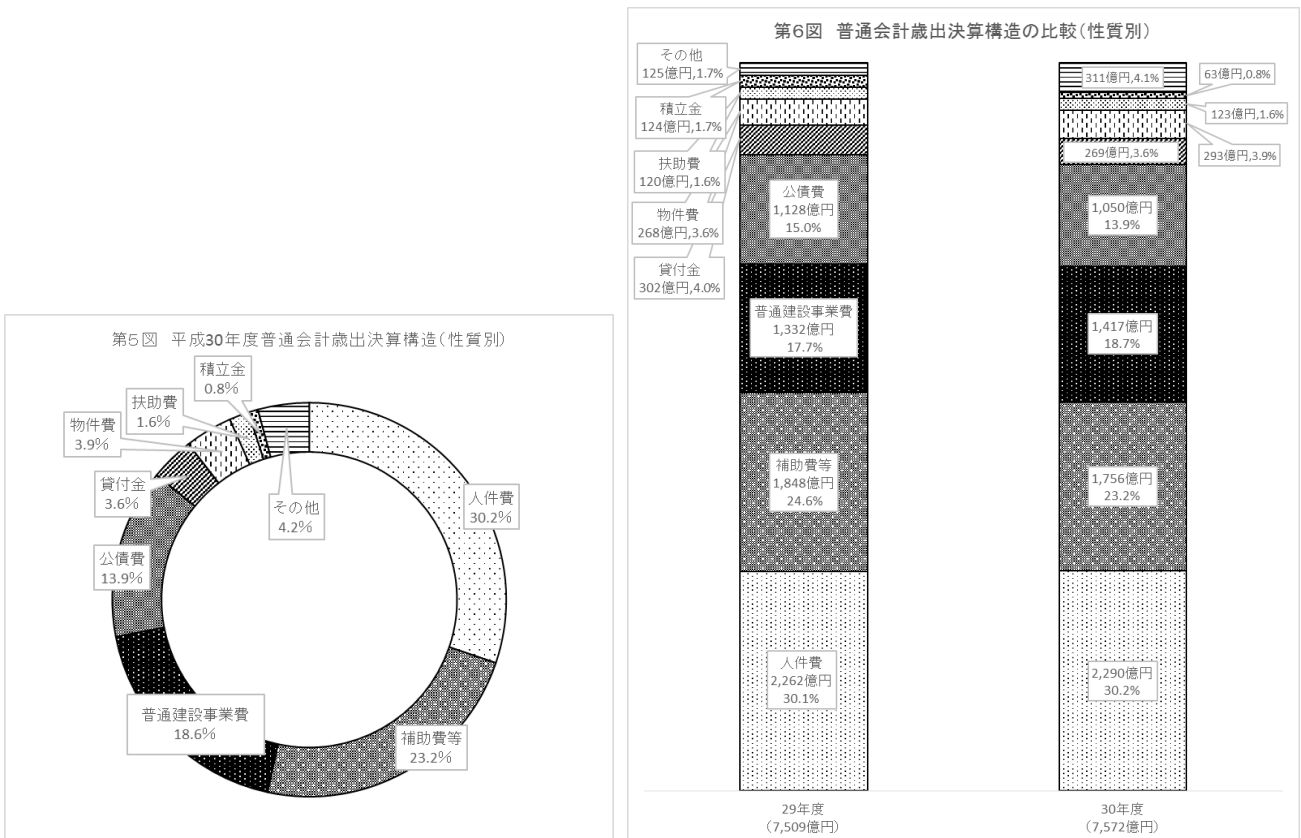 第5図 平成30年度普通会計歳出決算構造(性質別)
積立金
0.8%
扶助費
1.6%
物件費
3.9%
貸付金
3.6%
公債費
13.9%
その他
4.2%
人件費
30.2%
普通建設事業費
18.6%
補助費等
23.2%
第6図 普通会計歳出決算構造の比較(性質別)
その他
125億円,1.7%
積立金
124億円,1.7%
扶助費
120億円,1.6%
物件費
268億円,3.6%
貸付金
302億円,4.0%
公債費
1,128億円
15.0%
普通建設事業費
1,332億円
17.7%
補助費等
1,848億円
24.6%
人件費
2,262億円
30.1%
29年度
(7,509億円)
311億円,4.1%
63億円,0.8%
123億円,1.6%
293億円,3.9%
269億円,3.6%
1,050億円
13.9%
1,417億円
18.7%
1,756億円
23.2%
2,290億円
30.2%
30年度
(7,572億円)